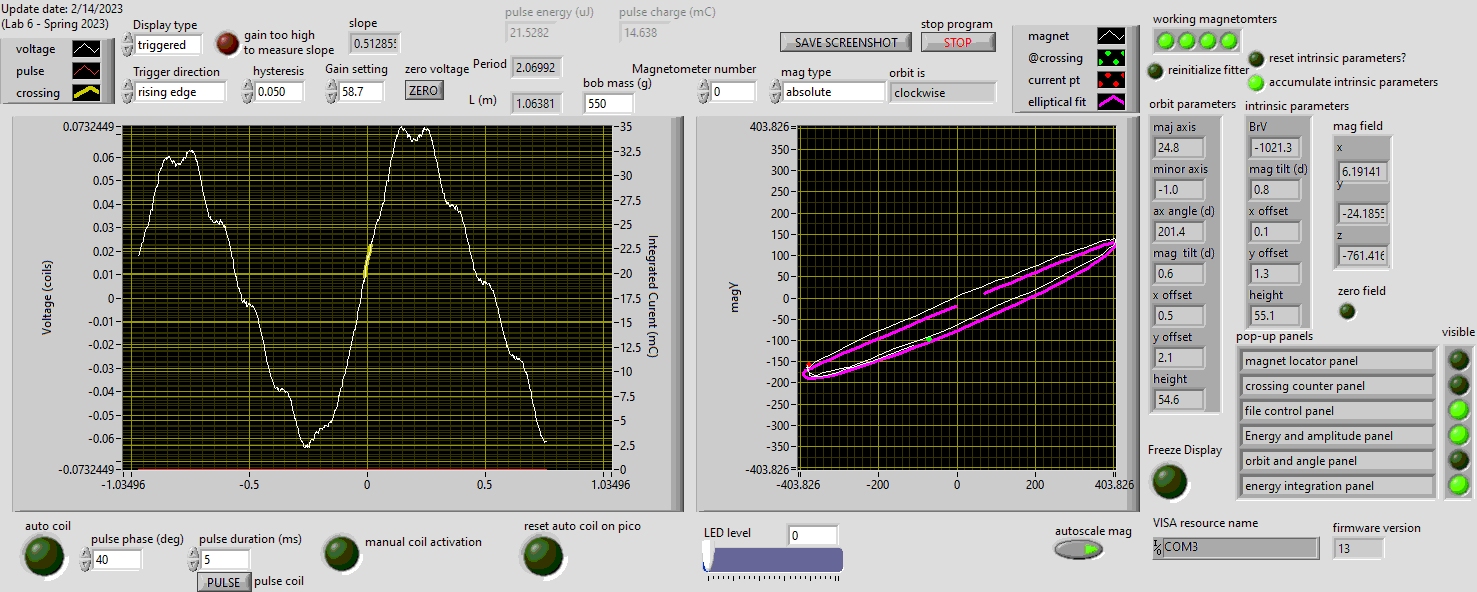 Update date: 2/14/2023
(Lab 6 - Spring 2023)
voltage
pulse
crossing
Display type
triggered
gain too high
to measure slope
slope
0.51285
pulse energy (uJ)
21.5282
pulse charge (mC)
14.638
Trigger direction
rising edge
hysteresis
0.050
Gain setting
58.7
zero voltage
ZERO
Period
2.06992
L (m)
1.06381
bob mass (g)
550
SAVE SCREENSHOT
stop program
STOP
Magnetometer number
0
mag type
absolute
orbit is
clockwise
magnet
@crossing
current pt
elliptical fit
working magnetomters
reinitialize fitter
reset intrinsic parameters?
accumulate intrinsic parameters
orbit parameters
maj axis
24.8
minor axis
-1.0
ax angle (d)
201.4
mag tilt (d)
0.6
x offset
0.5
y offset
2.1
height
54.6
intrinsic parameters
BrV
-1021.3
mag tilt (d)
0.8
x offset
0.1
y offset
1.3
height
55.1
mag field
x
6.19141
y
-24.1855
z
-761.416
zero field
Voltage (coils)
0.0732449
0.06
0.05
0.04
0.03
0.02
0.01
0
-0.01
-0.02
-0.03
-0.04
-0.05
-0.06
-0.0732449
-1.03496
-0.5
0
0.5
1.03496
35
32.5
30
27.5
25
22.5
20
17.5
15
12.5
10
7.5
5
2.5
0
Integrated Current (mC)
magY
403.826
350
300
250
200
150
100
50
0
-50
-100
-150
-200
-250
-300
-350
-403.826
-403.826
-200
0
200
403.826
pop-up panels
visible
magnet locator panel
crossing counter panel
file control panel
Energy and amplitude panel
orbit and angle panel
energy integration panel
Freeze Display
auto coil
pulse phase (deg)
40
pulse duration (ms)
5
PULSE
pulse coil
manual coil activation
reset auto coil on pico
LED level
0
autoscale mag
VISA resource name
COM3
firmware version
13